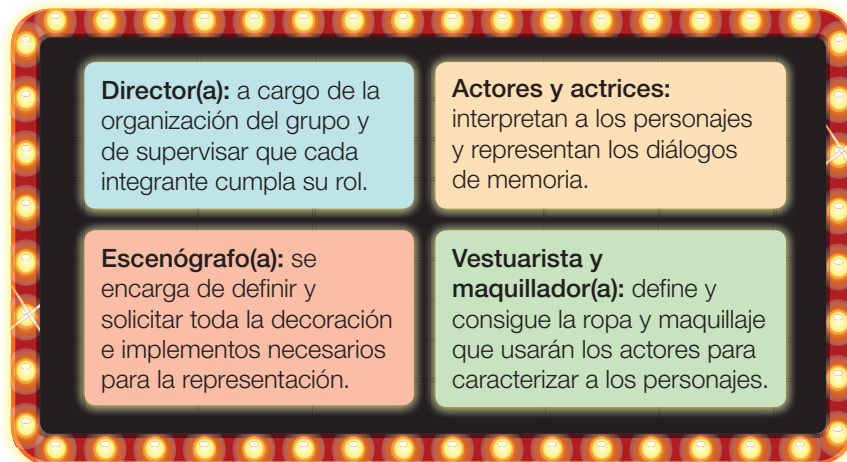 Director(a): a cargo de la
organización del grupo y
de supervisar que cada
integrante cumpla su rol.
Actores y actrices:
interpretan a los personajes
y representan los diálogos
de memoria.
Escenógrafo(a): se
encarga de definir y
solicitar toda la decoración
e implementos necesarios
para la representación.
Vestuarista y
maquillador(a): define y
consigue la ropa y maquillaje
que usarán los actores para
caracterizar a los personajes.